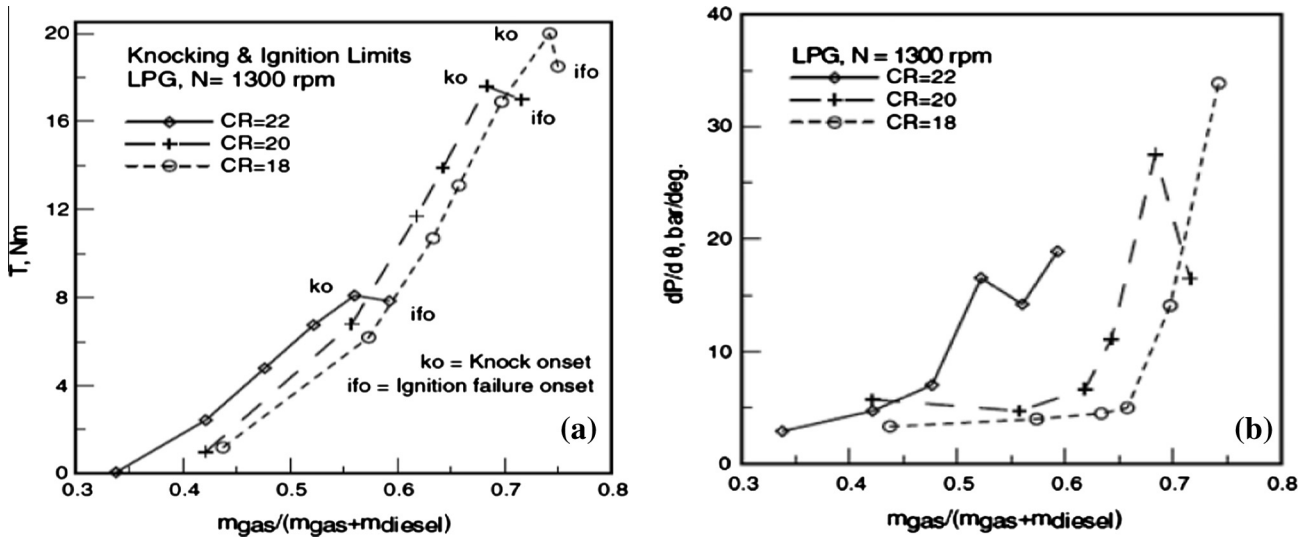 20
16
12
8
4
0
T, Nm
Knocking & Ignition Limits
LPG, N= 1300 rpm
CR=22
CR=20
CR=18
ko
ifo
ko
ifo
ko
ifo
ko = Knock onset
ifo = Ignition failure onset
(a)
0.3 0.4 0.5 0.6 0.7 0.8
mgas/(mgas+mdiesel)
40
30
20
10
0
dP/d θ, bar/deg.
LPG, N = 1300 rpm
CR=22
CR=20
CR=18
(b)
0.3 0.4 0.5 0.6 0.7 0.8
mgas/(mgas+mdiesel)